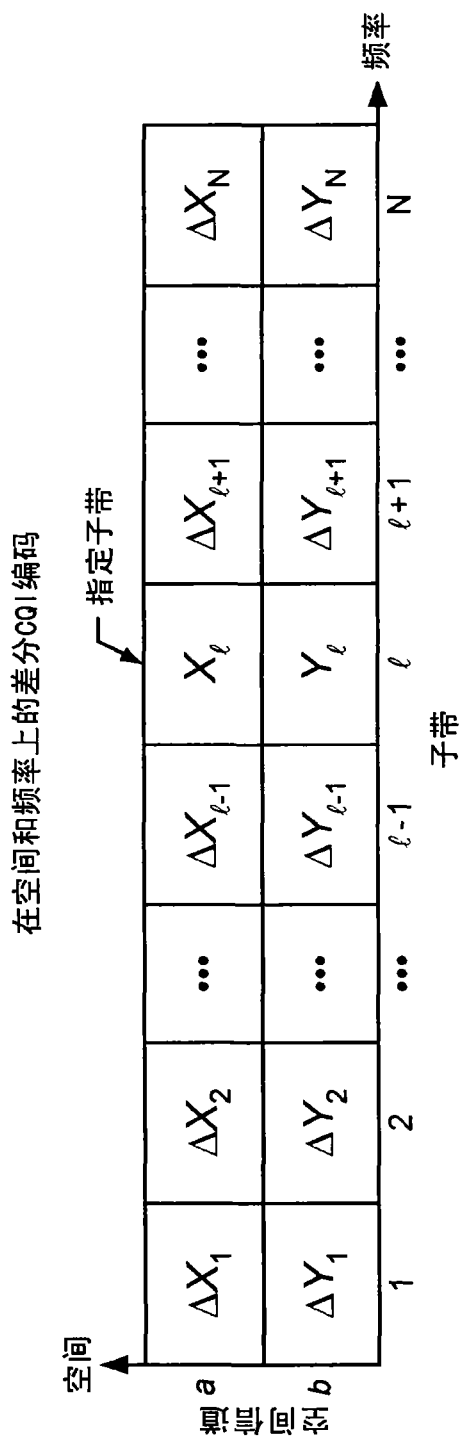 在空间和频率上的差分CQI编码
指定子带
空间
空间信道
a ΔX₁ ΔX₂ ... ΔXℓ-1 Xℓ ΔXℓ+1 ... ΔX_N
b ΔY₁ ΔY₂ ... ΔYℓ-1 Yℓ ΔYℓ+1 ... ΔY_N
1 2 ... ℓ-1 ℓ ℓ+1 ... N
频率
子带